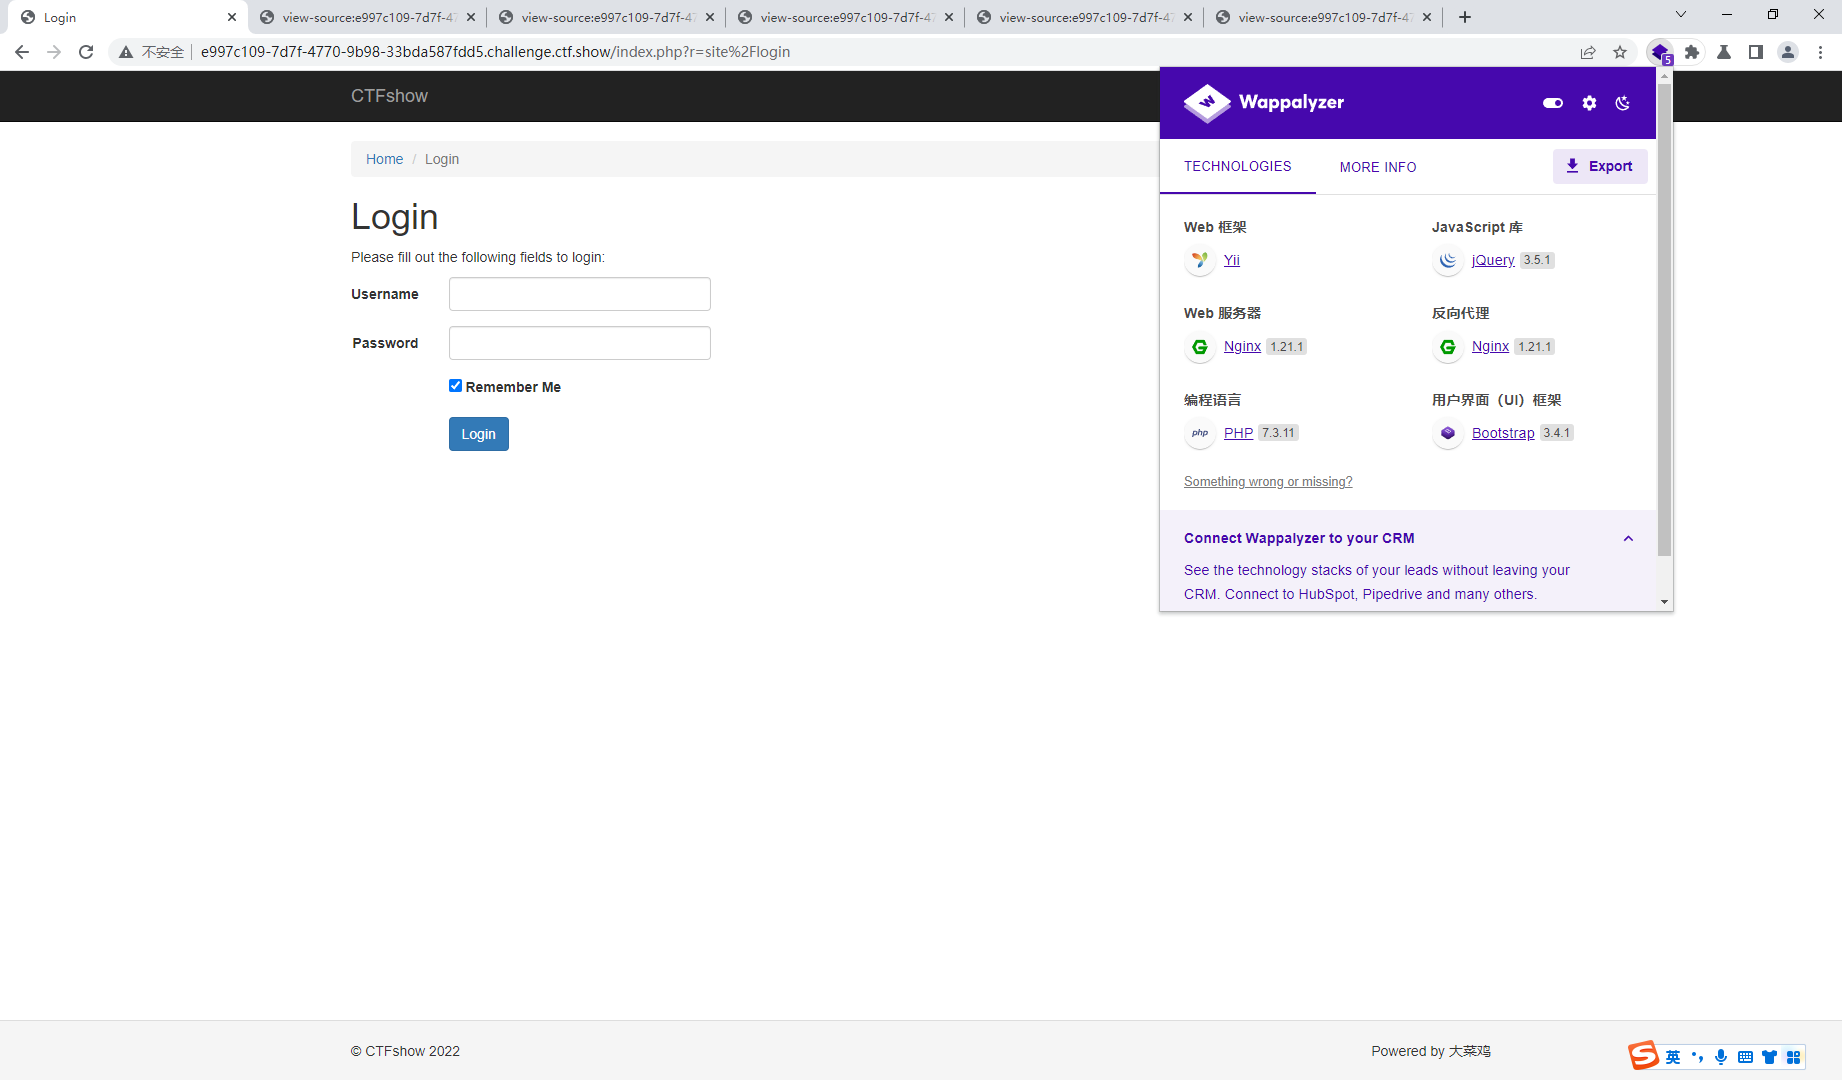 Login
view-source:e997c109-7d7f-47
view-source:e997c109-7d7f-47
view-source:e997c109-7d7f-47
view-source:e997c109-7d7f-47
view-source:e997c109-7d7f-47
不安全
e997c109-7d7f-4770-9b98-33bda587fdd5.challenge.ctf.show/index.php?r=site%2Flogin
5
CTFshow
Home / Login
Login
Please fill out the following fields to login:
Username
Password
Remember Me
Login
Wappalyzer
TECHNOLOGIES
MORE INFO
Export
Web 框架
Yii
JavaScript 库
jQuery 3.5.1
Web 服务器
Nginx 1.21.1
反向代理
Nginx 1.21.1
编程语言
php PHP 7.3.11
用户界面（UI）框架
Bootstrap 3.4.1
Something wrong or missing?
Connect Wappalyzer to your CRM
See the technology stacks of your leads without leaving your
CRM. Connect to HubSpot, Pipedrive and many others.
© CTFshow 2022
Powered by 大菜鸡
S 英